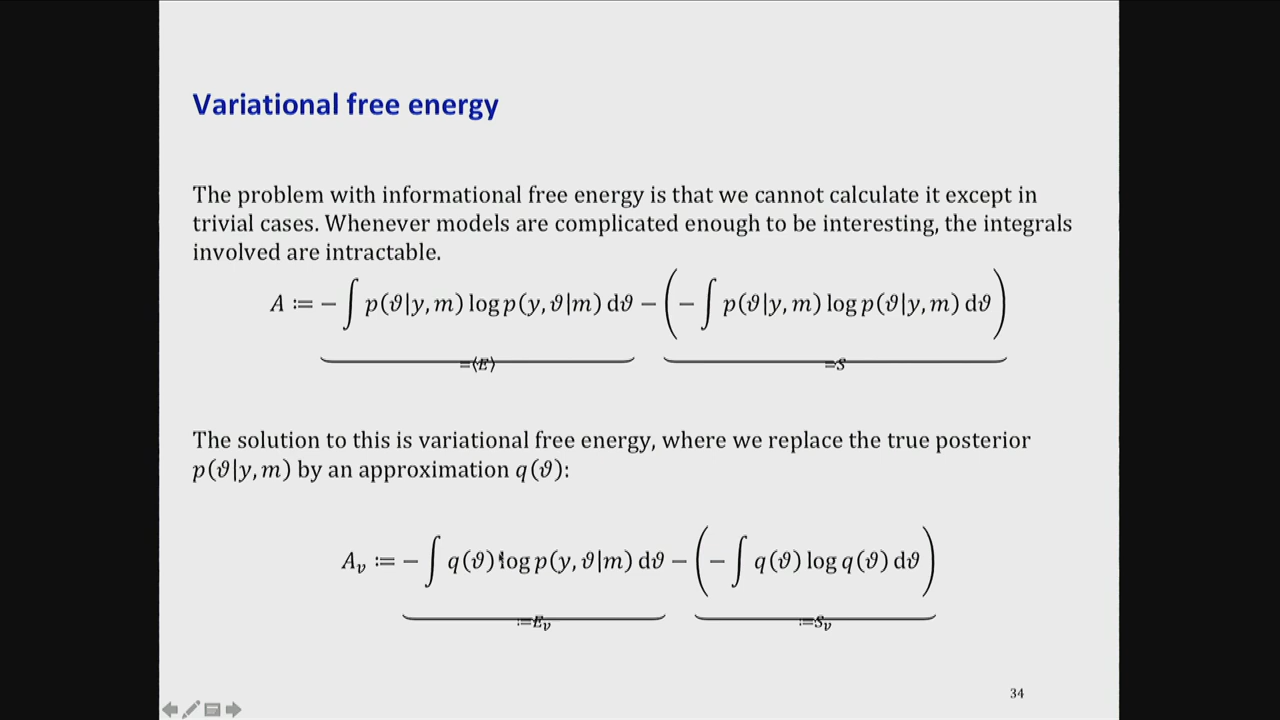 Variational free energy
The problem with informational free energy is that we cannot calculate it except in
trivial cases. Whenever models are complicated enough to be interesting, the integrals
involved are intractable.
A := − ∫ p(ϑ|y, m) log p(y, ϑ|m) dϑ − (− ∫ p(ϑ|y, m) log p(ϑ|y, m) dϑ)
=⟨E⟩ =S
The solution to this is variational free energy, where we replace the true posterior
p(ϑ|y, m) by an approximation q(ϑ):
Aᵥ := − ∫ q(ϑ) log p(y, ϑ|m) dϑ − (− ∫ q(ϑ) log q(ϑ) dϑ)
:=Eᵥ :=Sᵥ
34